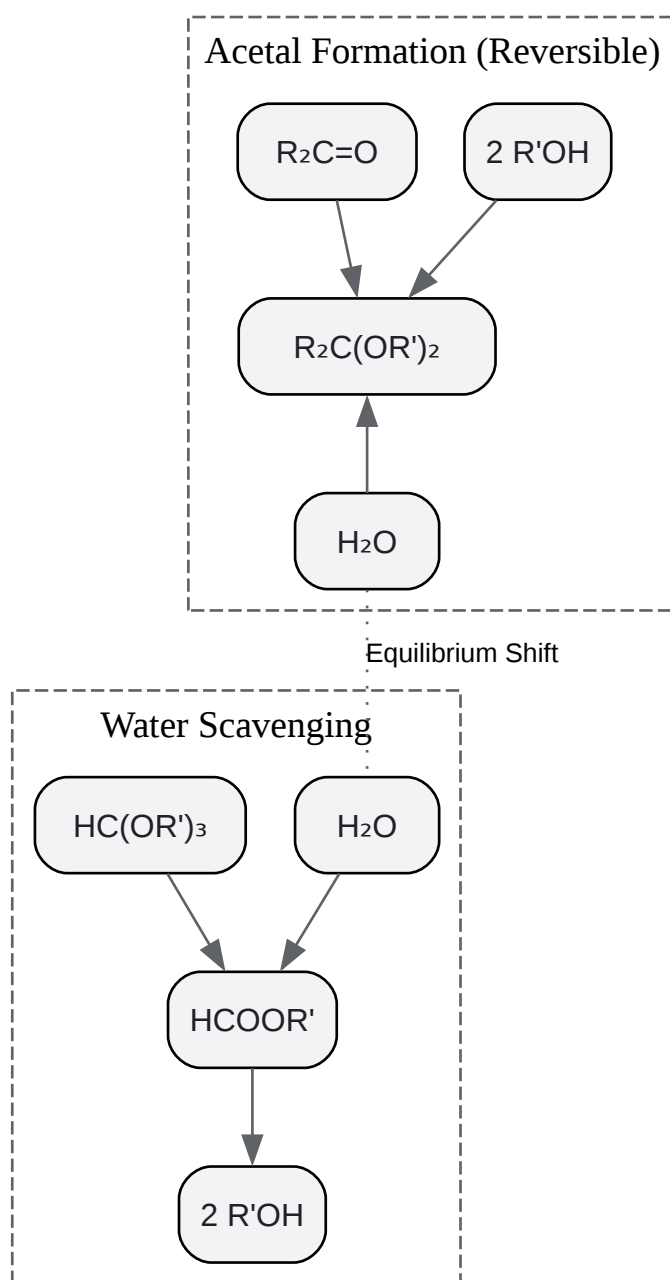 Acetal Formation (Reversible)
R₂C=O
2 R'OH
R₂C(OR')₂
H₂O
Equilibrium Shift
Water Scavenging
HC(OR')₃
H₂O
HCOOR'
2 R'OH